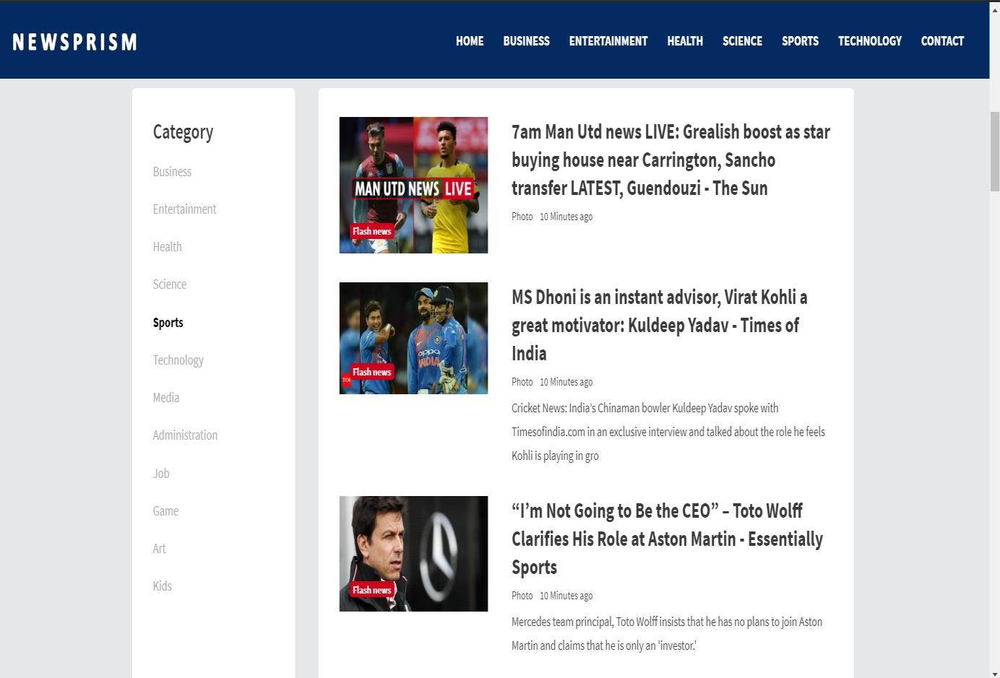 NEWSPRISM
HOME BUSINESS ENTERTAINMENT HEALTH SCIENCE SPORTS TECHNOLOGY CONTACT
Category
Business
Entertainment
Health
Science
Sports
Technology
Media
Administration
Job
Game
Art
Kids
MAN UTD NEWS LIVE
Flash news
7am Man Utd news LIVE: Grealish boost as star
buying house near Carrington, Sancho
transfer LATEST, Guendouzi - The Sun
Photo 10 Minutes ago
OPPO
INDIA
TOI
Flash news
MS Dhoni is an instant advisor, Virat Kohli a
great motivator: Kuldeep Yadav - Times of
India
Photo 10 Minutes ago
Cricket News: India’s Chinaman bowler Kuldeep Yadav spoke with
Timesofindia.com in an exclusive interview and talked about the role he feels
Kohli is playing in gro
Flash news
“I’m Not Going to Be the CEO” – Toto Wolff
Clarifies His Role at Aston Martin - Essentially
Sports
Photo 10 Minutes ago
Mercedes team principal, Toto Wolff insists that he has no plans to join Aston
Martin and claims that he is only an 'investor.'